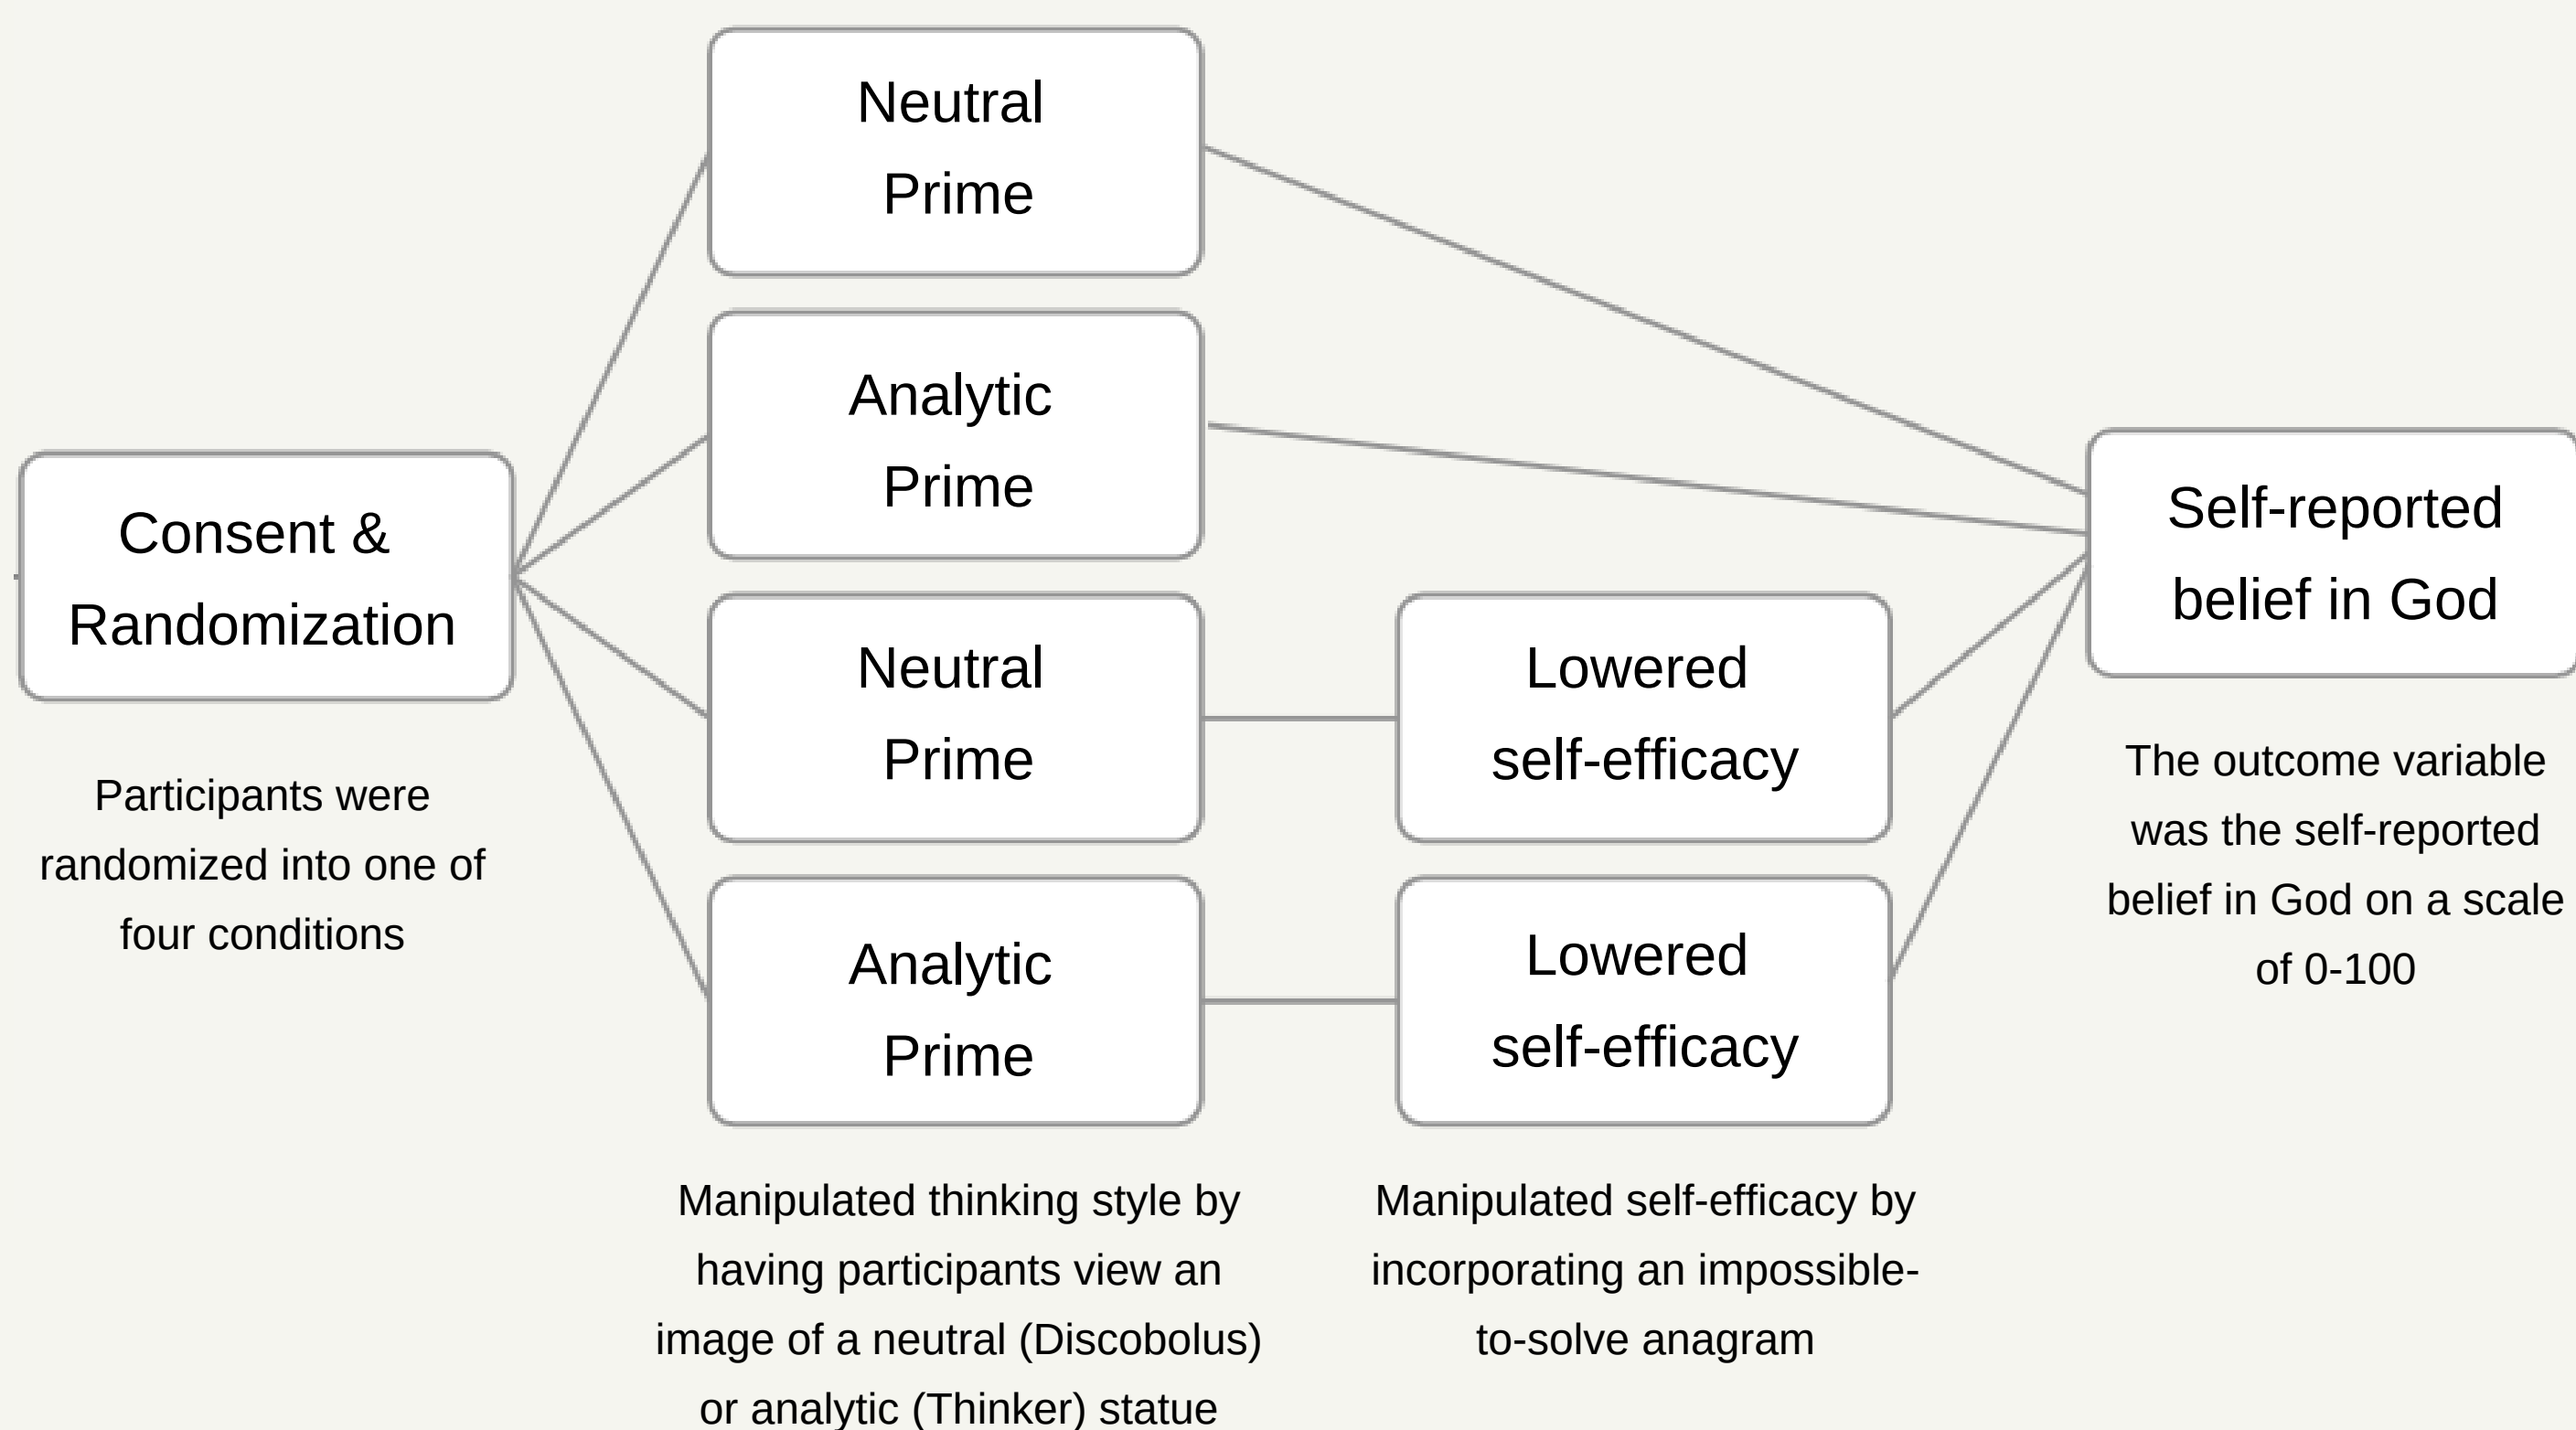 Consent &
Randomization
Participants were
randomized into one of
four conditions
Neutral
Prime
Analytic
Prime
Neutral
Prime
Analytic
Prime
Manipulated thinking style by
having participants view an
image of a neutral (Discobolus)
or analytic (Thinker) statue
Lowered
self-efficacy
Lowered
self-efficacy
Manipulated self-efficacy by
incorporating an impossible-
to-solve anagram
Self-reported
belief in God
The outcome variable
was the self-reported
belief in God on a scale
of 0-100